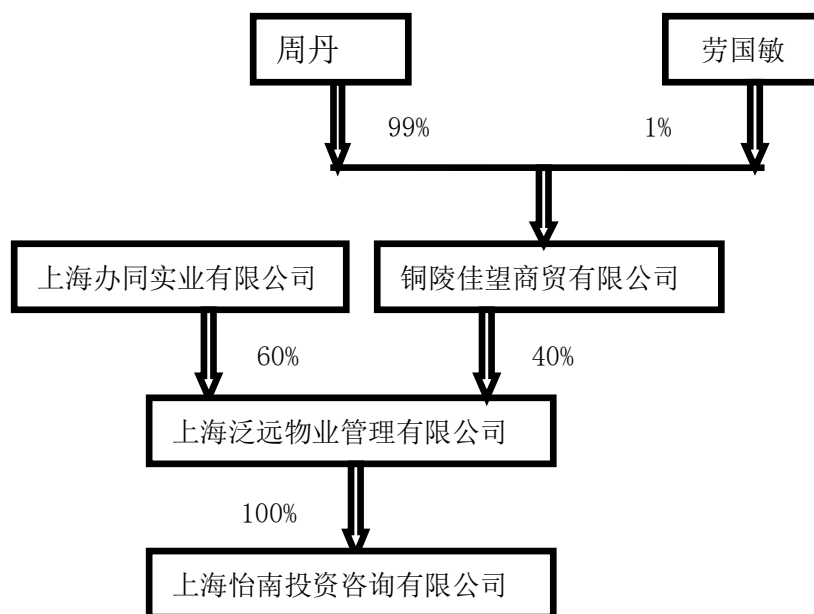 周丹
劳国敏
99%
1%
上海办同实业有限公司
铜陵佳望商贸有限公司
60%
40%
上海泛远物业管理有限公司
100%
上海怡南投资咨询有限公司